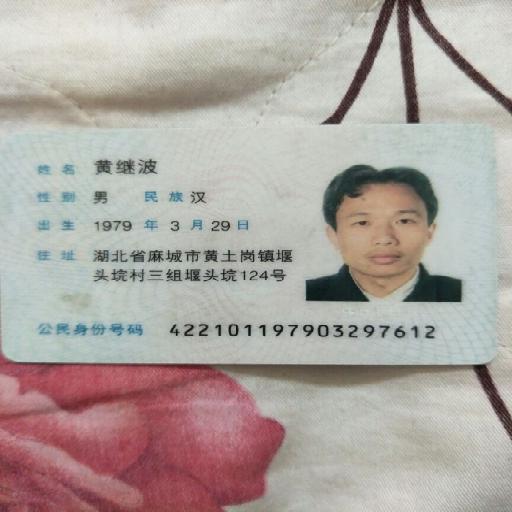 姓名 黄继波
性别 男 民族 汉
出生 1979 年 3 月 29 日
住址 湖北省麻城市黄土岗镇堰
头垸村三组堰头垸124号
公民身份号码 422101197903297612